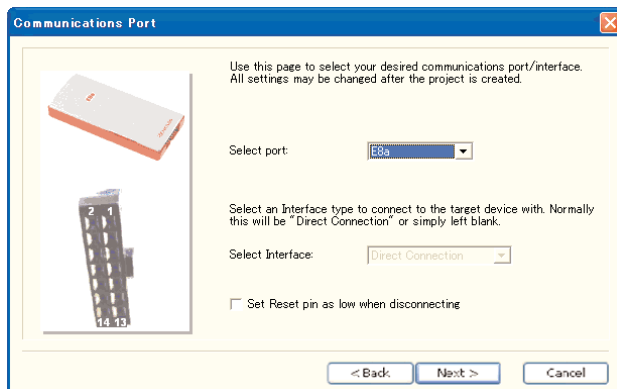 Communications Port
Use this page to select your desired communications port/interface.
All settings may be changed after the project is created.
Select port:
E8a
Select an Interface type to connect to the target device with. Normally
this will be "Direct Connection" or simply left blank.
Select Interface:
Direct Connection
Set Reset pin as low when disconnecting
2 1
14 13
< Back
Next >
Cancel